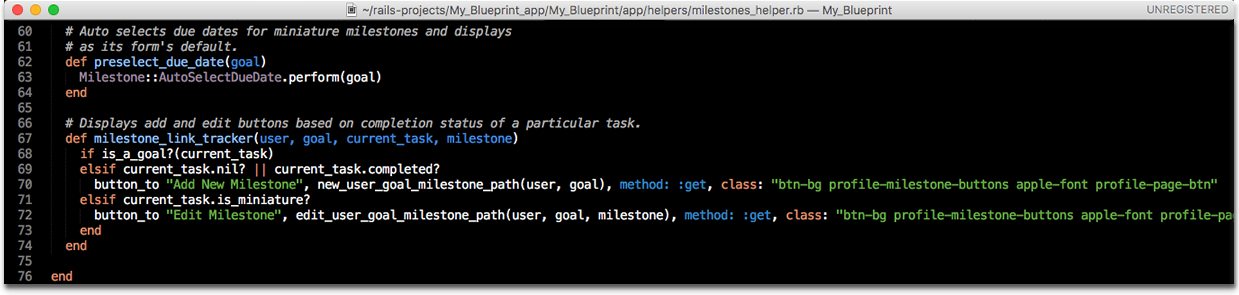 ~/rails-projects/My_Blueprint_app/My_Blueprint/app/helpers/milestones_helper.rb — My_Blueprint UNREGISTERED
60 # Auto selects due dates for miniature milestones and displays
61 # as its form's default.
62 def preselect_due_date(goal)
63 Milestone::AutoSelectDueDate.perform(goal)
64 end
65
66 # Displays add and edit buttons based on completion status of a particular task.
67 def milestone_link_tracker(user, goal, current_task, milestone)
68 if is_a_goal?(current_task)
69 elsif current_task.nil? || current_task.completed?
70 button_to "Add New Milestone", new_user_goal_milestone_path(user, goal), method: :get, class: "btn-bg profile-milestone-buttons apple-font profile-page-btn"
71 elsif current_task.is_miniature?
72 button_to "Edit Milestone", edit_user_goal_milestone_path(user, goal, milestone), method: :get, class: "btn-bg profile-milestone-buttons apple-font profile-pa
73 end
74 end
75
76 end